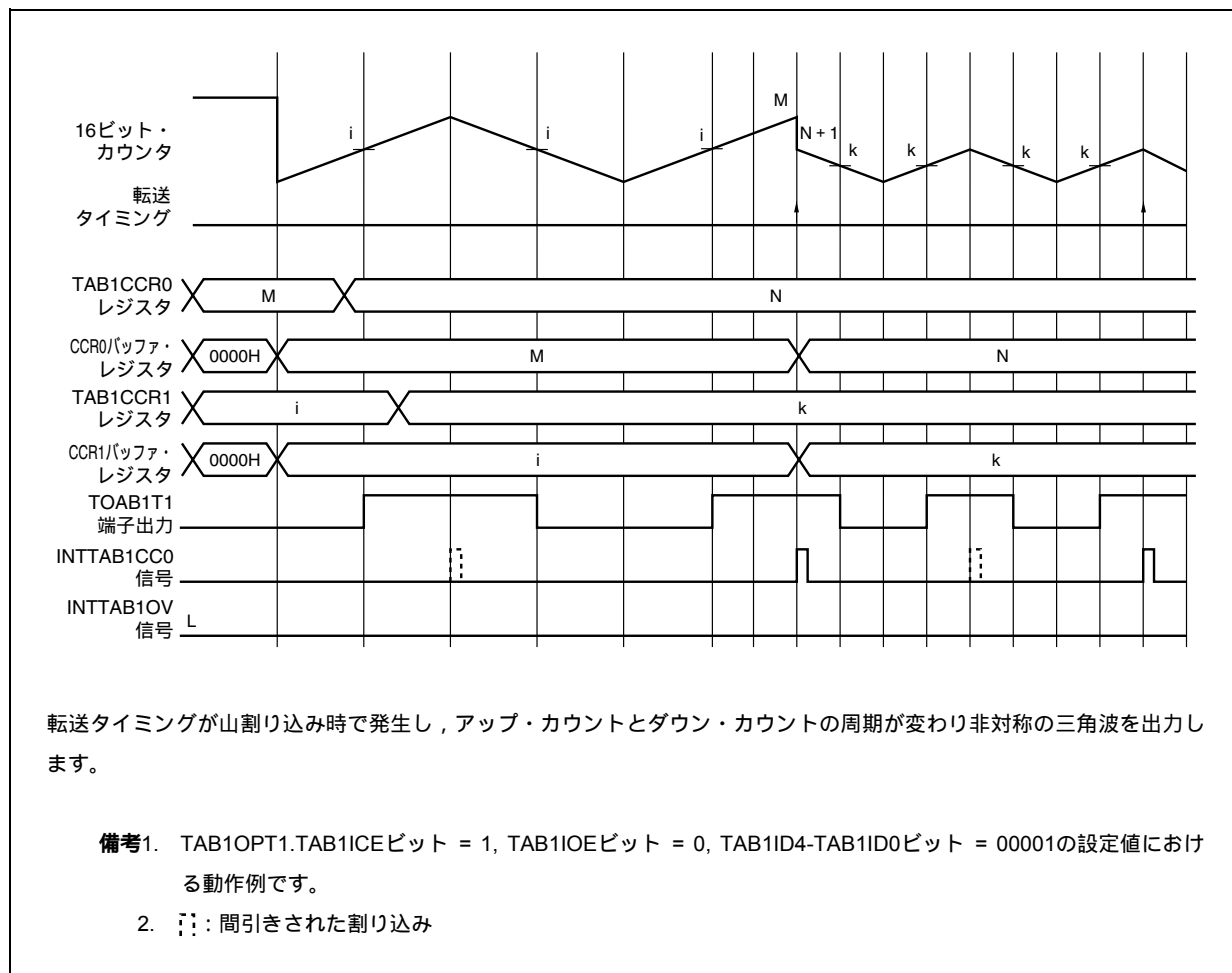 16ビット・
カウンタ
i
i
i
M
N + 1
k
k
k
k
転送
タイミング
TAB1CCR0
レジスタ
M
N
CCR0バッファ・
レジスタ
0000H
M
N
TAB1CCR1
レジスタ
i
k
CCR1バッファ・
レジスタ
0000H
i
k
TOAB1T1
端子出力
INTTAB1CC0
信号
INTTAB1OV
信号
L
転送タイミングが山割り込み時で発生し,アップ・カウントとダウン・カウントの周期が変わり非対称の三角波を出力し
ます。
備考1. TAB1OPT1.TAB1ICEビット = 1, TAB1IOEビット = 0, TAB1ID4-TAB1ID0ビット = 00001の設定値におけ
る動作例です。
2. :間引きされた割り込み